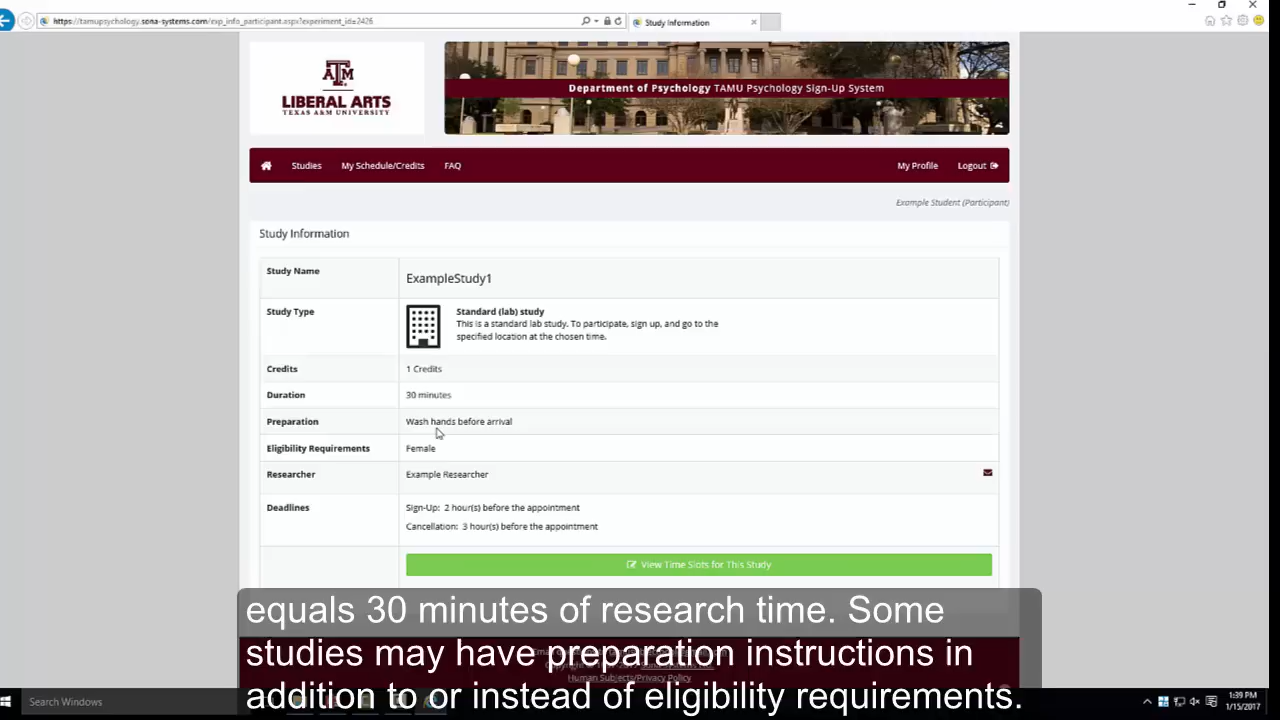 https://tamupsychology.sona-systems.com/exp_info_participant.aspx?experiment_id=2426
Study Information
ATM
LIBERAL ARTS
TEXAS A&M UNIVERSITY
Department of Psychology TAMU Psychology Sign-Up System
Studies
My Schedule/Credits
FAQ
My Profile
Logout
Example Student (Participant)
Study Information
Study Name
ExampleStudy1
Study Type
Standard (lab) study
This is a standard lab study. To participate, sign up, and go to the
specified location at the chosen time.
Credits
1 Credits
Duration
30 minutes
Preparation
Wash hands before arrival
Eligibility Requirements
Female
Researcher
Example Researcher
Deadlines
Sign-Up: 2 hour(s) before the appointment
Cancellation: 3 hour(s) before the appointment
View Time Slots for This Study
equals 30 minutes of research time. Some
studies may have preparation instructions in
addition to or instead of eligibility requirements.
Human Subjects/Privacy Policy
Search Windows
1:39 PM
1/15/2017